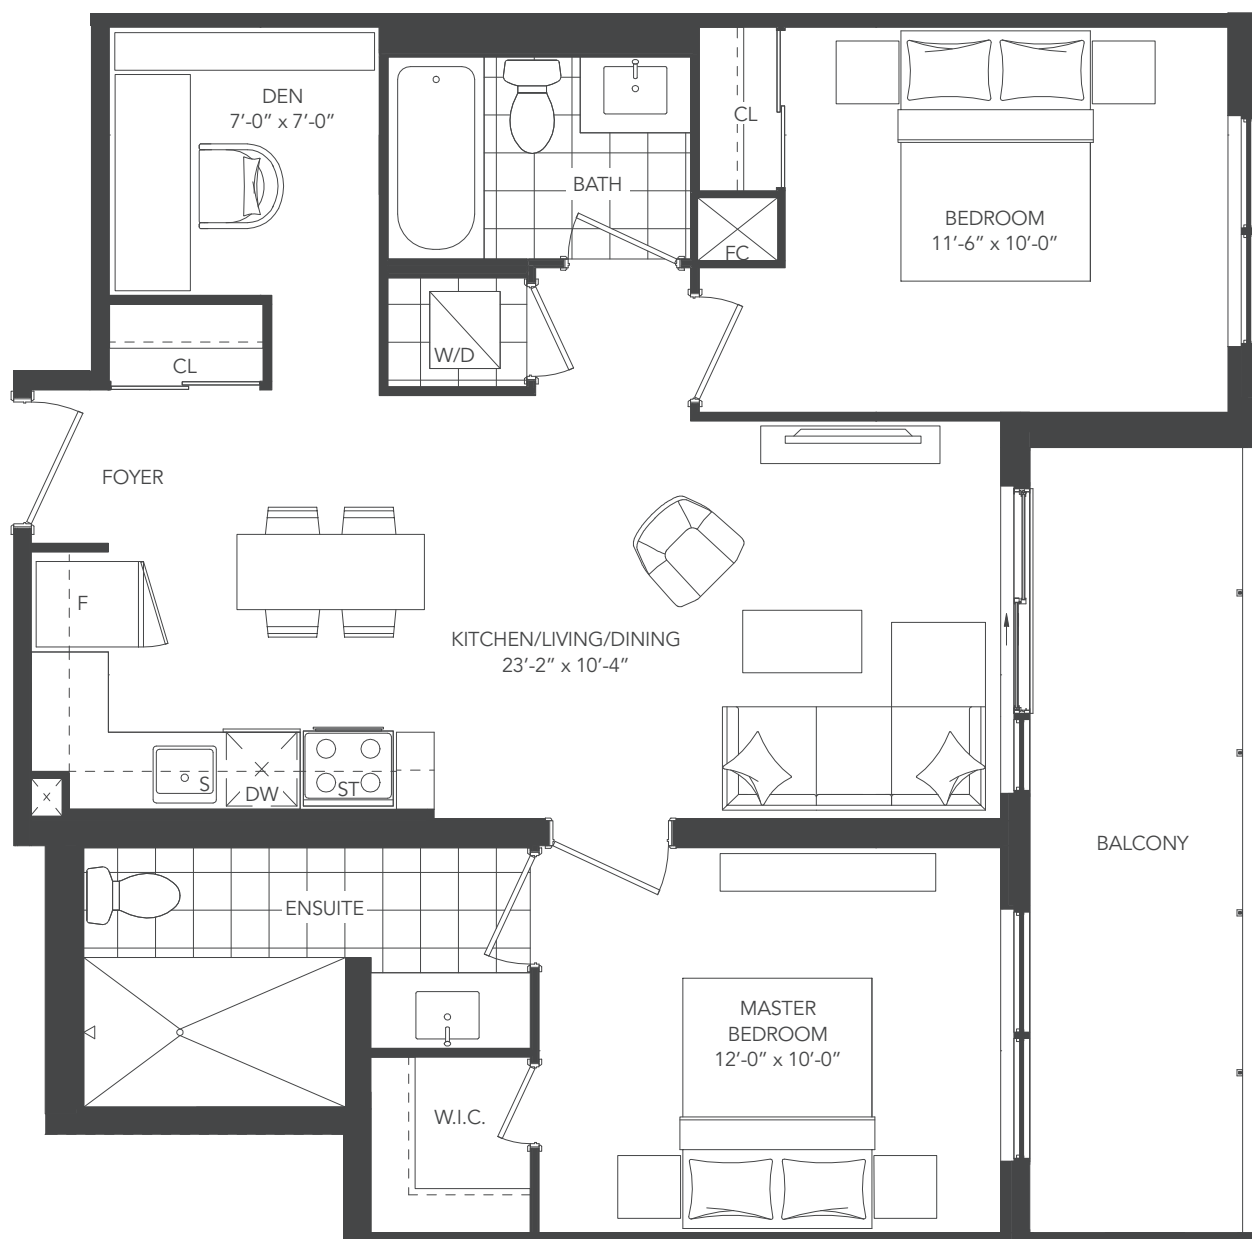 DEN
7'-0” x 7'-0”
CL
BATH
BEDROOM
11'-6” x 10'-0”
FC
W/D
CL
FOYER
F
KITCHEN/LIVING/DINING
23'-2” x 10'-4”
S
DW
ST
BALCONY
ENSUITE
MASTER
BEDROOM
12'-0” x 10'-0”
W.I.C.